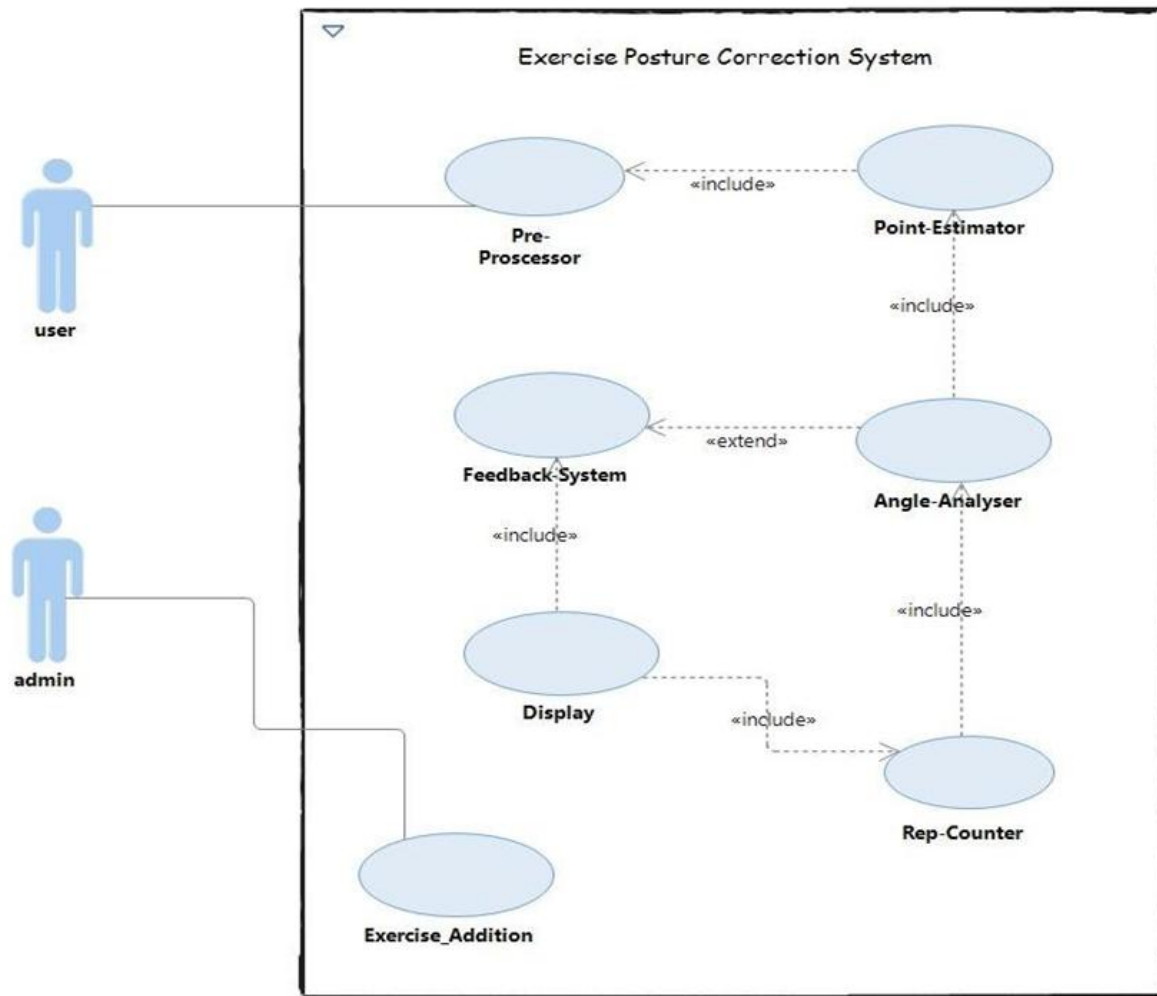 Exercise Posture Correction System
«include»
Pre-
Proscessor
Point-Estimator
user
«include»
«extend»
Feedback-System
Angle-Analyser
«include»
«include»
admin
Display
«include»
Rep-Counter
Exercise_Addition